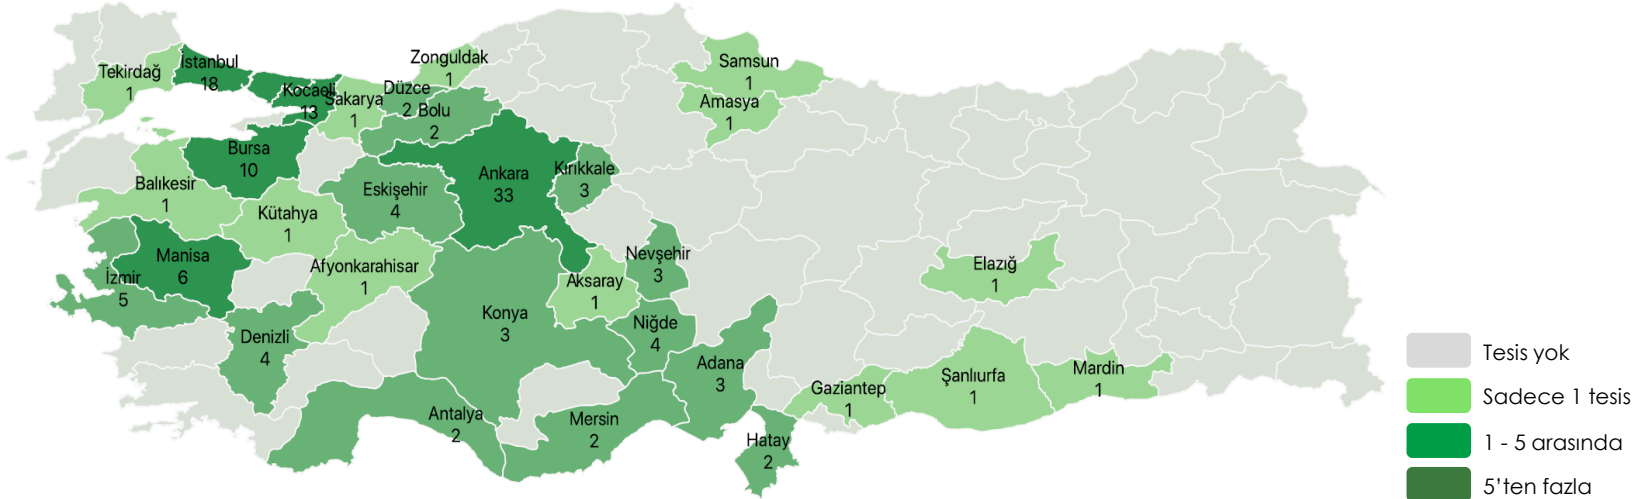 Zonguldak
1
Samsun
1
Tekirdağ
1
İstanbul
18
Kocaeli
13
Sakarya
1
Düzce
2
Bolu
2
Amasya
1
Bursa
10
Ankara
33
Kırıkkale
3
Balıkesir
1
Eskişehir
4
Kütahya
1
Manisa
6
İzmir
5
Afyonkarahisar
1
Nevşehir
3
Aksaray
1
Elazığ
1
Konya
3
Niğde
4
Denizli
4
Adana
3
Gaziantep
1
Şanlıurfa
1
Mardin
1
Antalya
2
Mersin
2
Hatay
2
Tesis yok
Sadece 1 tesis
1 - 5 arasında
5'ten fazla